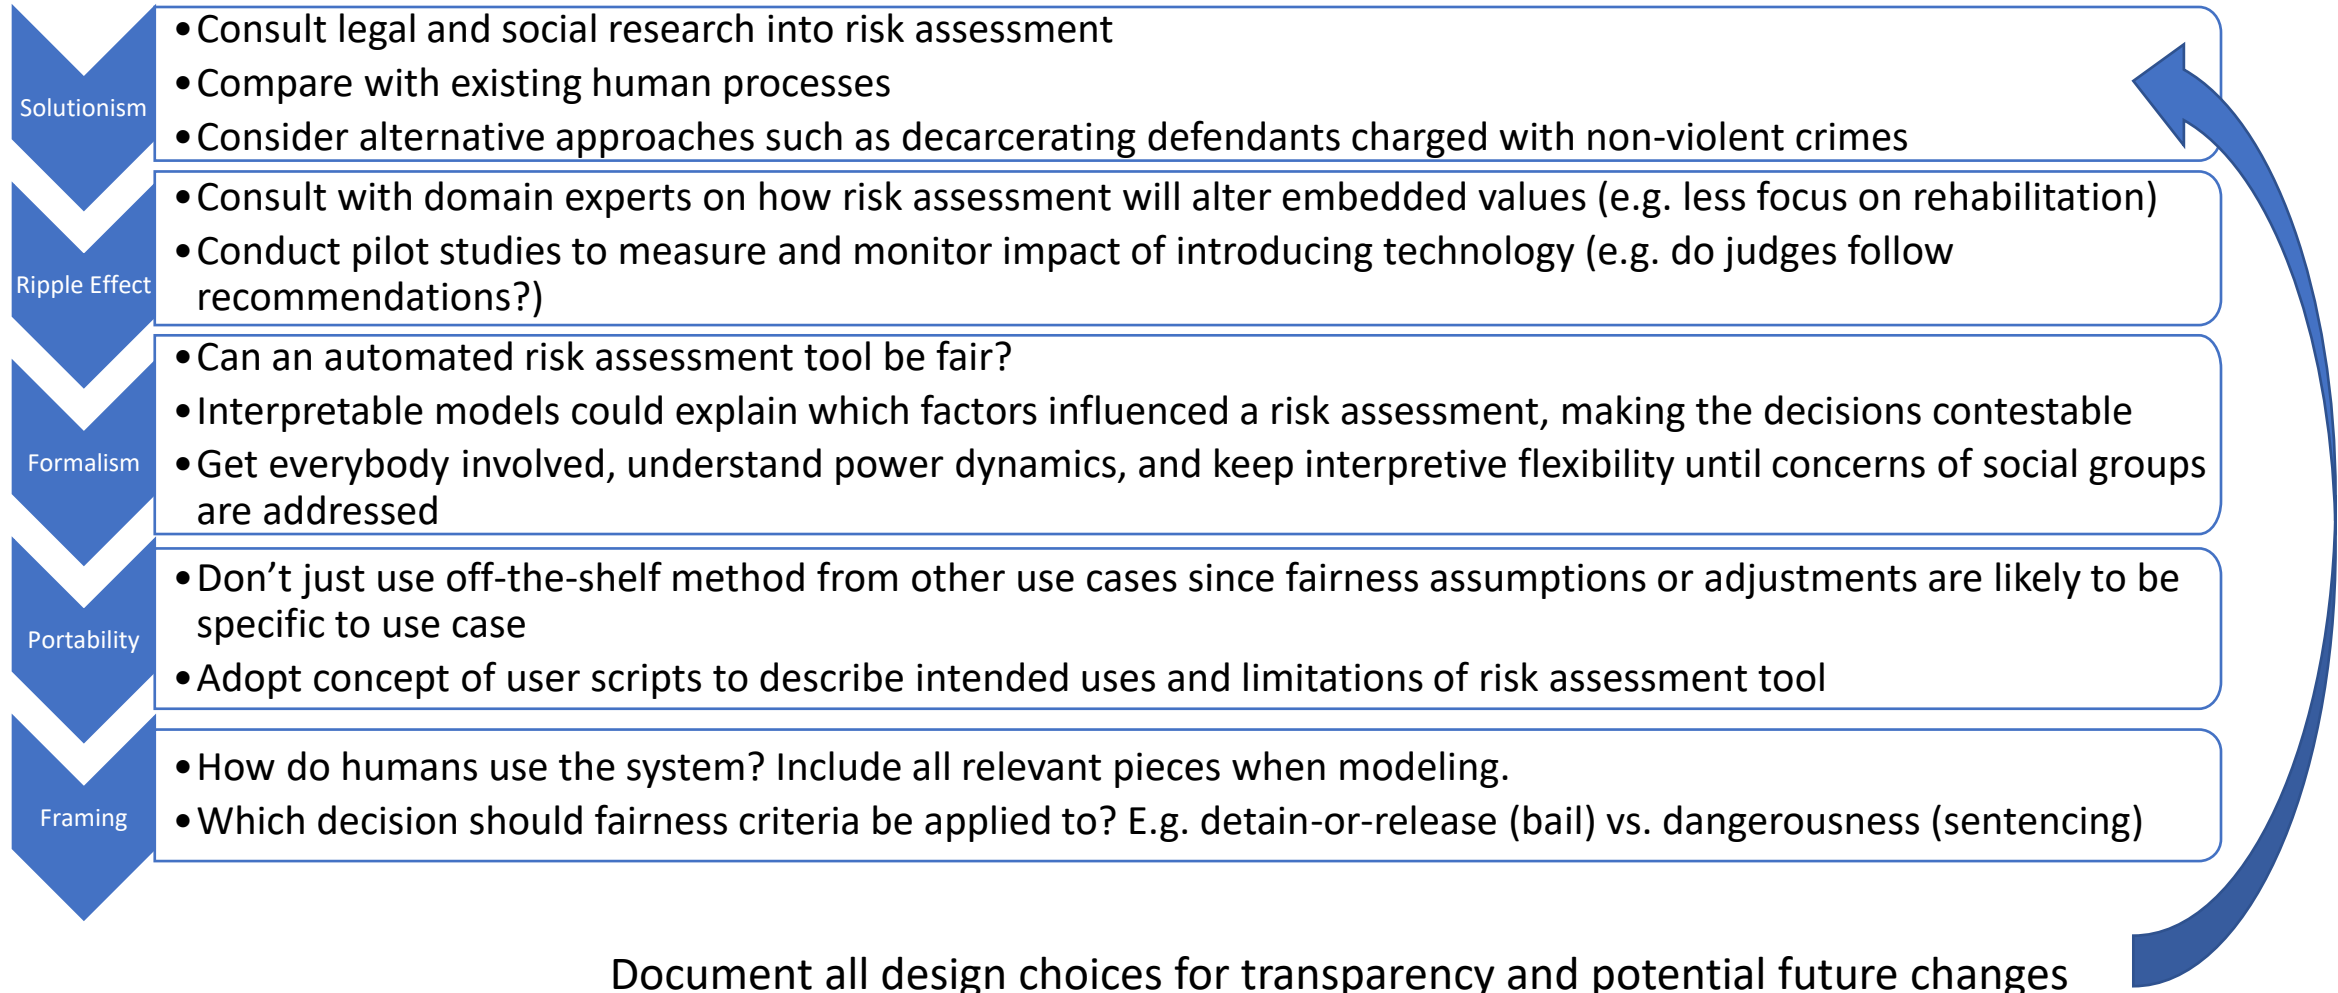 Solutionism
•Consult legal and social research into risk assessment
•Compare with existing human processes
•Consider alternative approaches such as decarcerating defendants charged with non-violent crimes
Ripple Effect
•Consult with domain experts on how risk assessment will alter embedded values (e.g. less focus on rehabilitation)
•Conduct pilot studies to measure and monitor impact of introducing technology (e.g. do judges follow
recommendations?)
Formalism
•Can an automated risk assessment tool be fair?
•Interpretable models could explain which factors influenced a risk assessment, making the decisions contestable
•Get everybody involved, understand power dynamics, and keep interpretive flexibility until concerns of social groups
are addressed
Portability
•Don’t just use off-the-shelf method from other use cases since fairness assumptions or adjustments are likely to be
specific to use case
•Adopt concept of user scripts to describe intended uses and limitations of risk assessment tool
Framing
•How do humans use the system? Include all relevant pieces when modeling.
•Which decision should fairness criteria be applied to? E.g. detain-or-release (bail) vs. dangerousness (sentencing)
Document all design choices for transparency and potential future changes